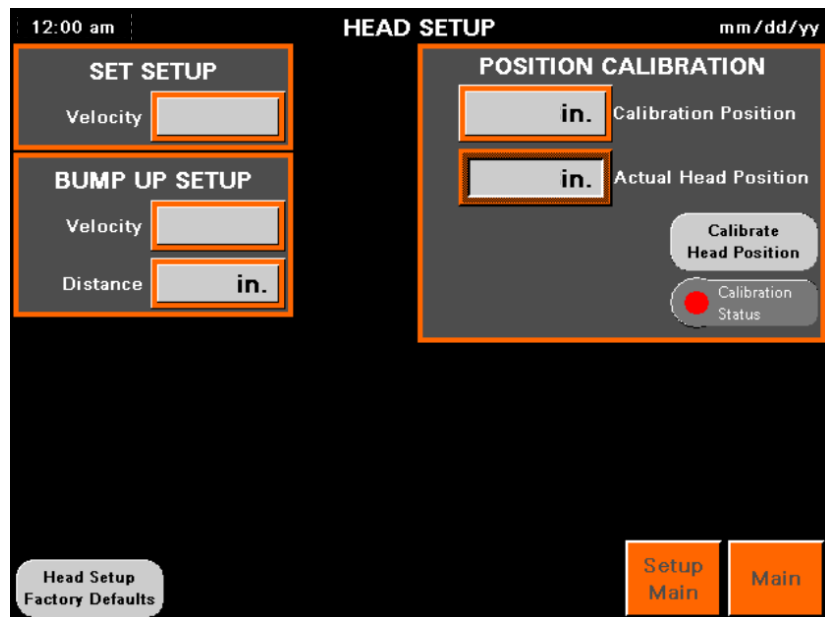 12:00 am HEAD SETUP mm/dd/yy
SET SETUP
Velocity
BUMP UP SETUP
Velocity
Distance in.
POSITION CALIBRATION
in. Calibration Position
in. Actual Head Position
Calibrate
Head Position
Calibration
Status
Head Setup
Factory Defaults
Setup
Main
Main